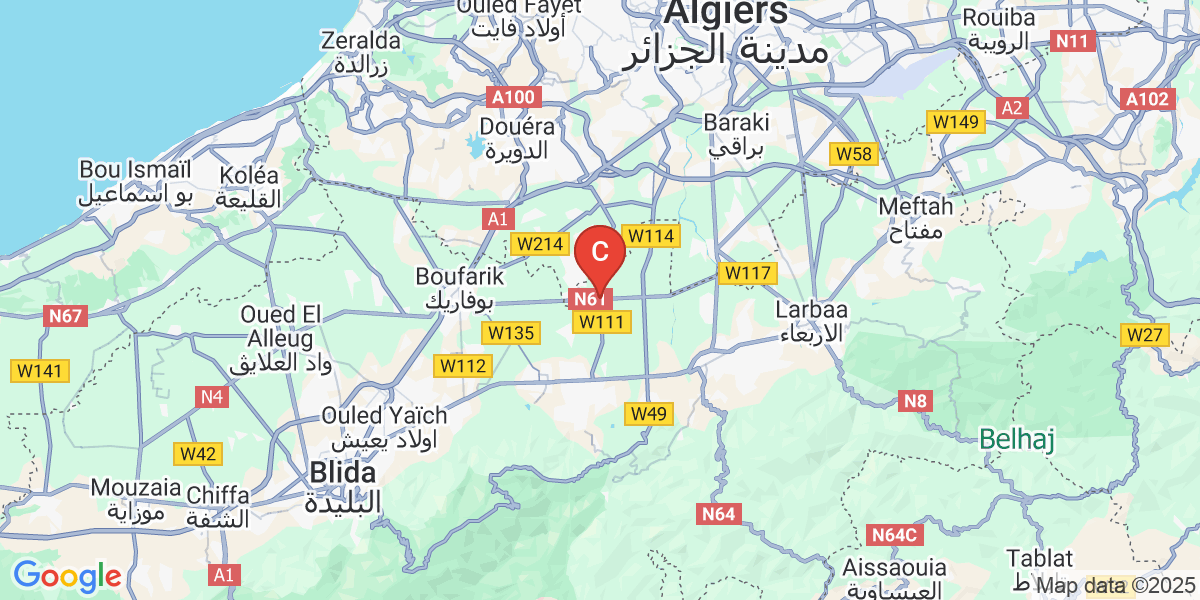 Ouled Fayet
أولاد فايت
Algiers
مدينة الجزائر
Rouiba
الرويبة
N11
Zeralda
زرالدة
A100
A102
A2
Douéra
الدويرة
Baraki
براقي
W149
W58
Bou Ismaïl
بو اسماعيل
Koléa
القليعة
Meftah
مفتاح
A1
W214
W114
C
Boufarik
بوفاريك
W117
N61
N67
Oued El
Alleug
واد العلايق
W135
W111
Larbaa
الاربعاء
W27
W141
W112
N4
N8
Ouled Yaïch
اولاد يعيش
W49
Belhaj
W42
Blida
البليدة
Mouzaia
موزاية
Chiffa
الشفة
N64
N64C
Aissaouia
العيساوية
Tablat
A1
Google
Map data ©2025